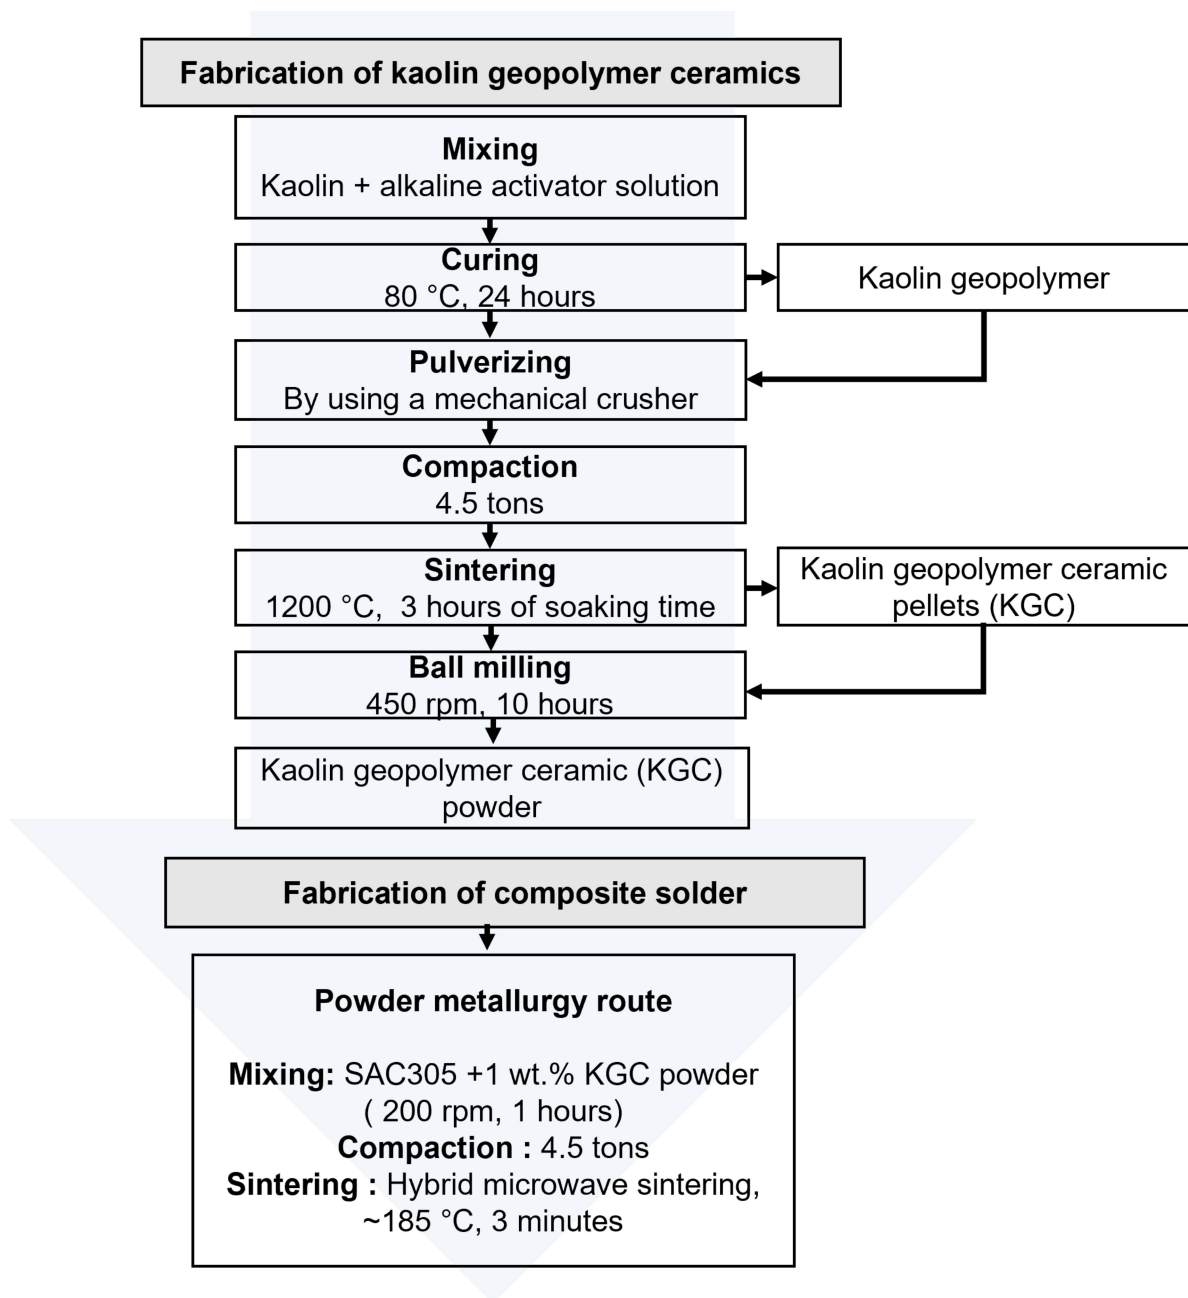 Fabrication of kaolin geopolymer ceramics
Mixing
Kaolin + alkaline activator solution
Curing
80 °C, 24 hours
Kaolin geopolymer
Pulverizing
By using a mechanical crusher
Compaction
4.5 tons
Sintering
1200 °C,  3 hours of soaking time
Kaolin geopolymer ceramic
pellets (KGC)
Ball milling
450 rpm, 10 hours
Kaolin geopolymer ceramic (KGC)
powder
Fabrication of composite solder
Powder metallurgy route
Mixing: SAC305 +1 wt.% KGC powder
( 200 rpm, 1 hours)
Compaction : 4.5 tons
Sintering : Hybrid microwave sintering,
~185 °C, 3 minutes